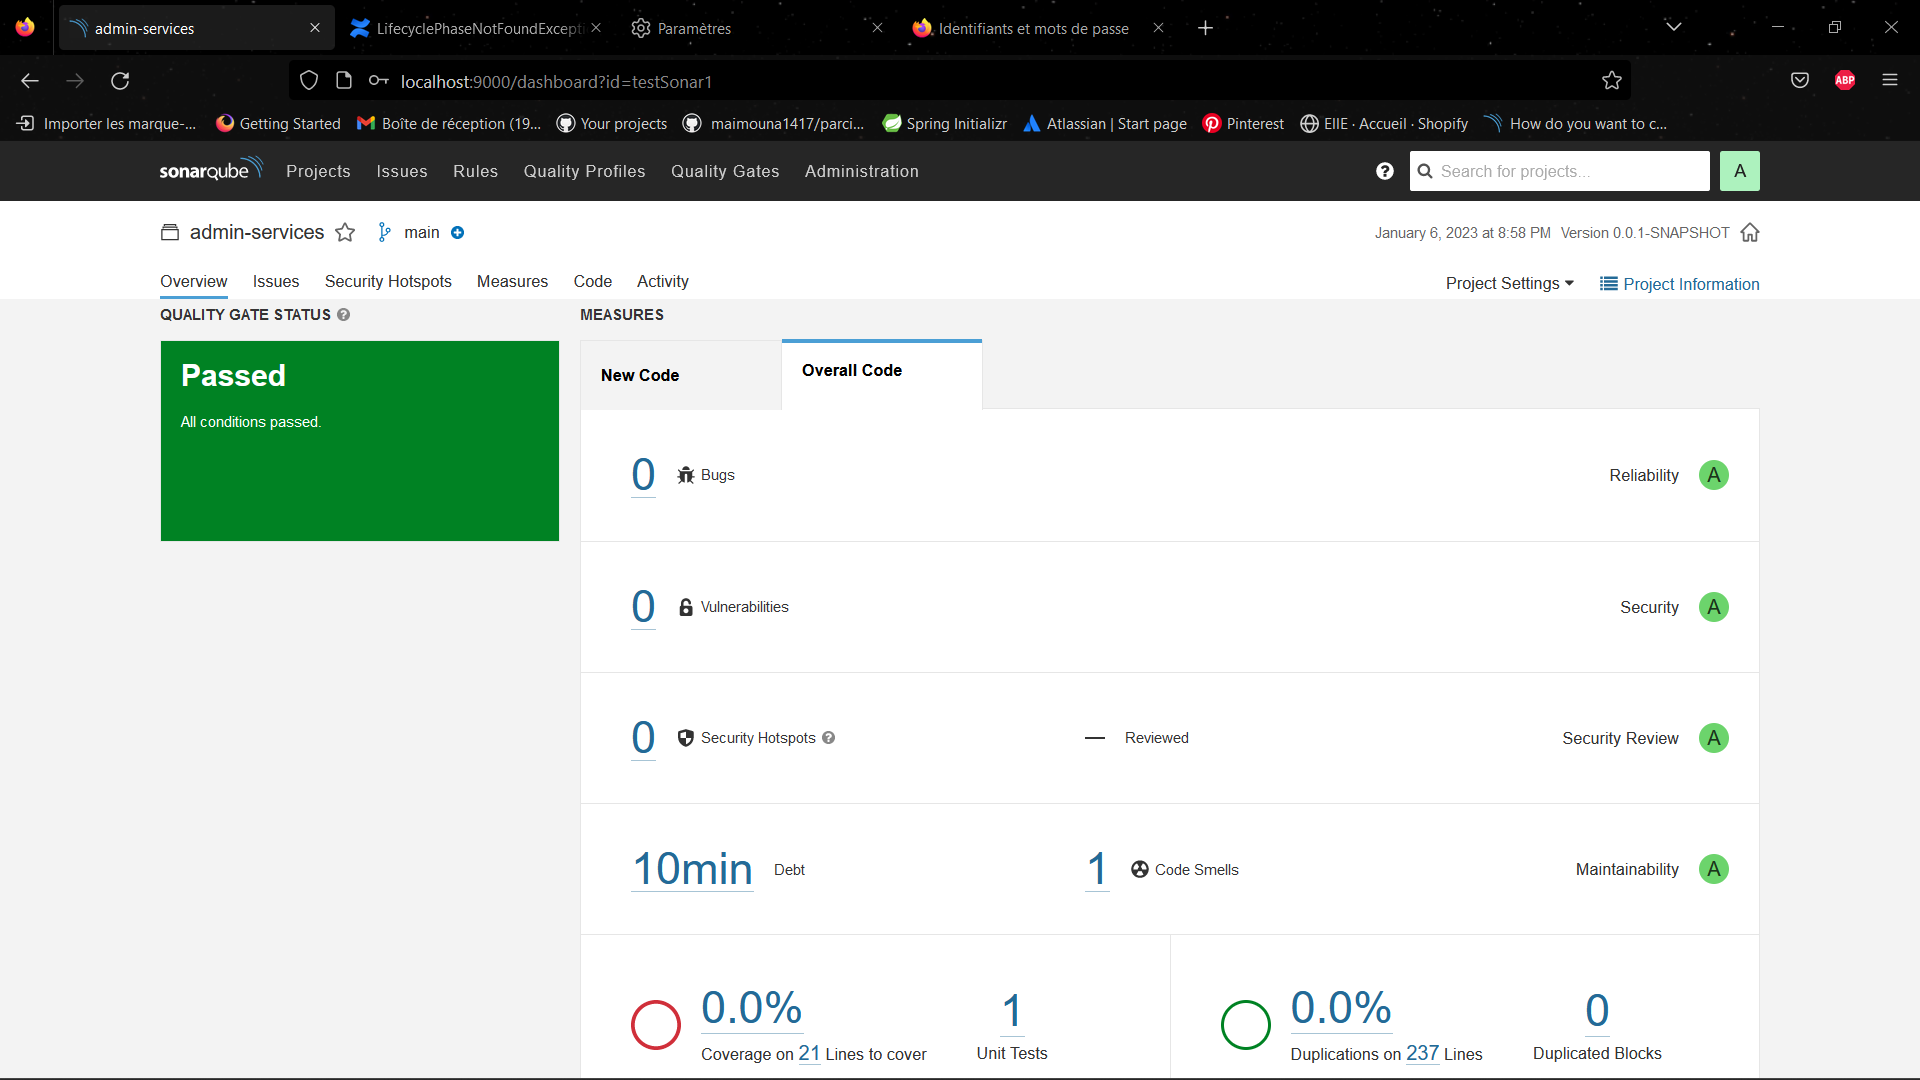 admin-services
LifecyclePhaseNotFoundExcepti
Paramètres
Identifiants et mots de passe
localhost:9000/dashboard?id=testSonar1
ABP
Importer les marque-...
Getting Started
Boîte de réception (19...
Your projects
maimouna1417/parci...
Spring Initializr
Atlassian | Start page
Pinterest
EllE · Accueil · Shopify
How do you want to c...
sonarqube
Projects
Issues
Rules
Quality Profiles
Quality Gates
Administration
Search for projects...
A
admin-services
main
January 6, 2023 at 8:58 PM Version 0.0.1-SNAPSHOT
Overview
Issues
Security Hotspots
Measures
Code
Activity
Project Settings
Project Information
QUALITY GATE STATUS
MEASURES
Passed
All conditions passed.
New Code
Overall Code
0 Bugs
Reliability A
0 Vulnerabilities
Security A
0 Security Hotspots
— Reviewed
Security Review A
10min Debt
1 Code Smells
Maintainability A
0.0%
Coverage on 21 Lines to cover
1
Unit Tests
0.0%
Duplications on 237 Lines
0
Duplicated Blocks